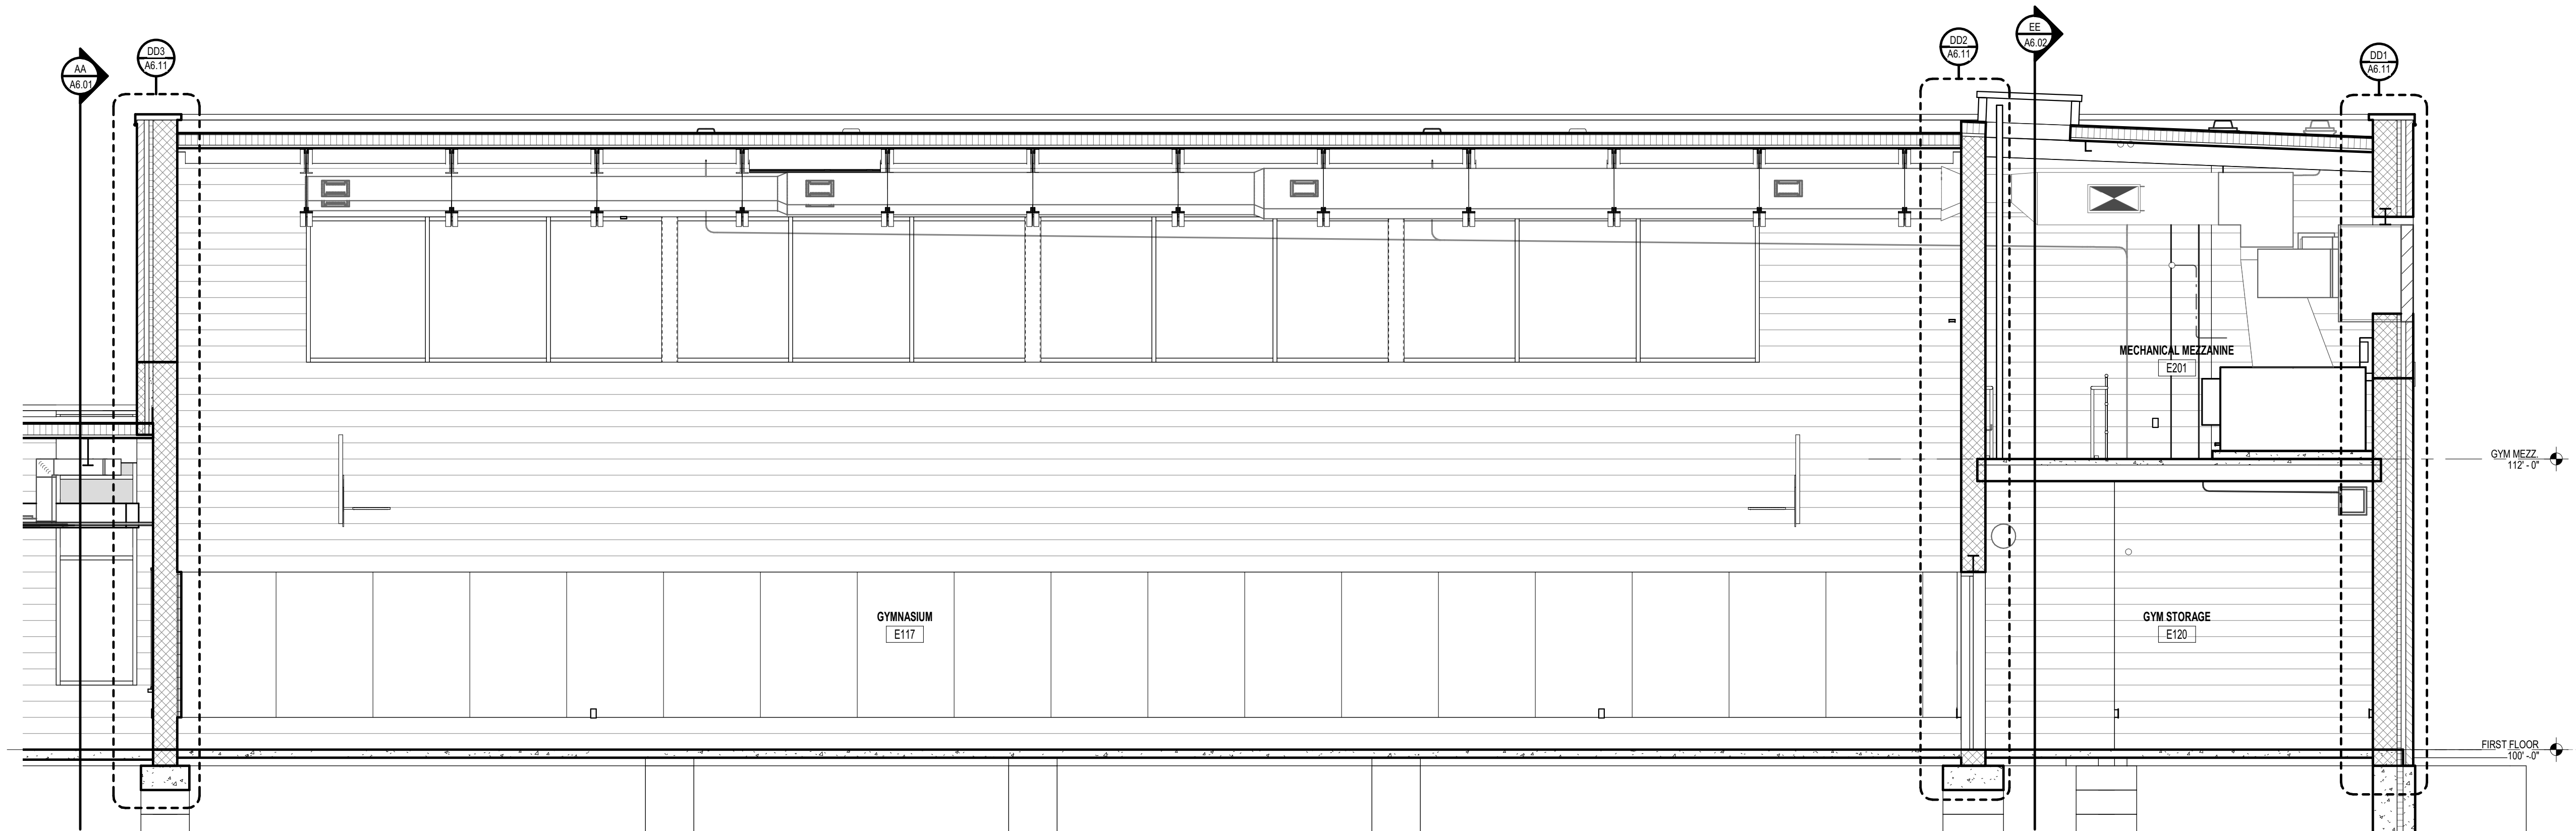 AA
A6.01
DD3
A6.11
DD2
A6.11
EE
A6.02
DD1
A6.11
MECHANICAL MEZZANINE
E201
GYM MEZZ.
112' - 0"
GYMNASIUM
E117
GYM STORAGE
E120
FIRST FLOOR
100' - 0"